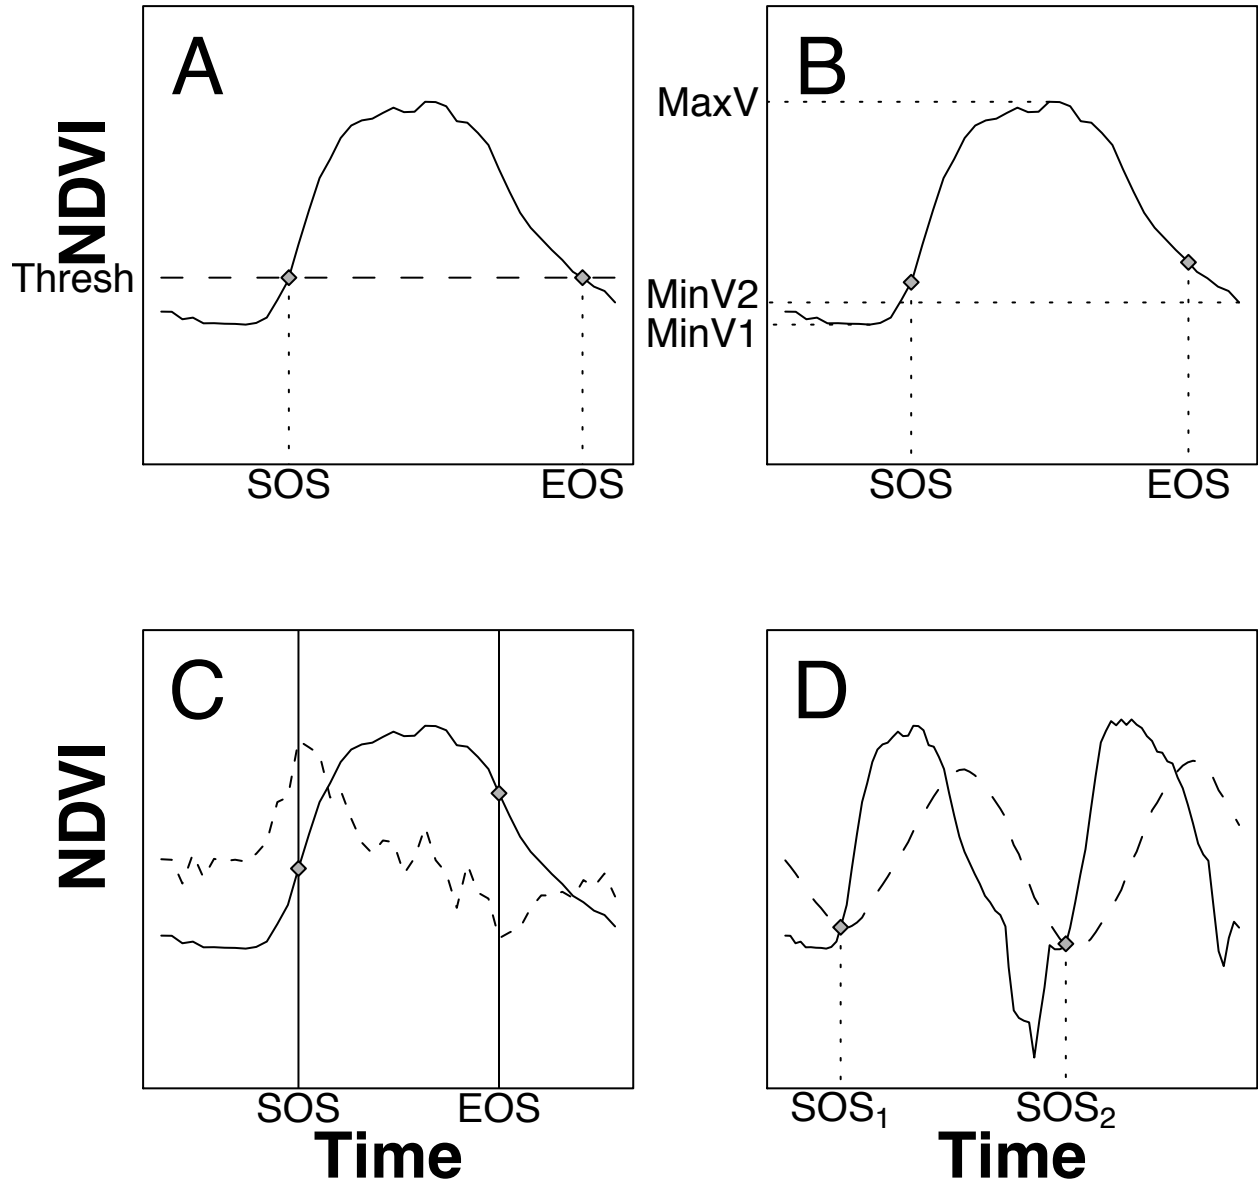 A
NDVI
Thresh
SOS EOS
B
MaxV
MinV2
MinV1
SOS EOS
C
NDVI
SOS EOS
Time
D
SOS1 SOS2
Time